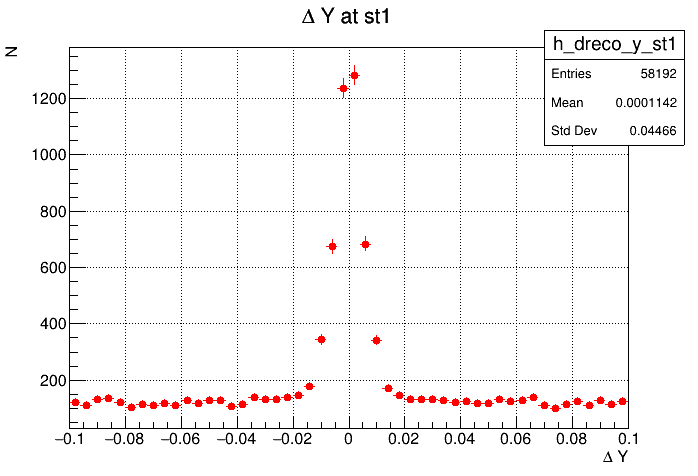 Δ Y at st1
N
h_dreco_y_st1
Entries 58192
Mean 0.0001142
Std Dev 0.04466
1200
1000
800
600
400
200
−0.1 −0.08 −0.06 −0.04 −0.02 0 0.02 0.04 0.06 0.08 0.1
Δ Y